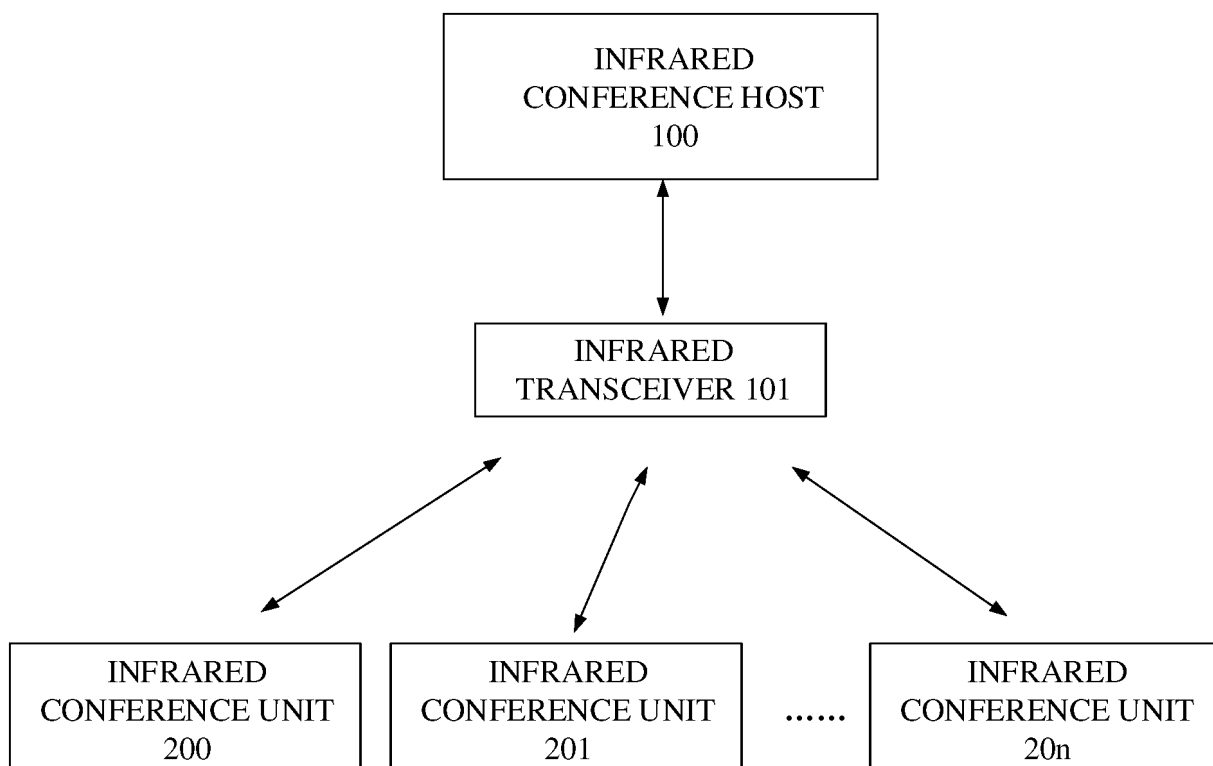 INFRARED
CONFERENCE HOST
100
INFRARED
TRANSCEIVER 101
INFRARED
CONFERENCE UNIT
200
INFRARED
CONFERENCE UNIT
201
......
INFRARED
CONFERENCE UNIT
20n